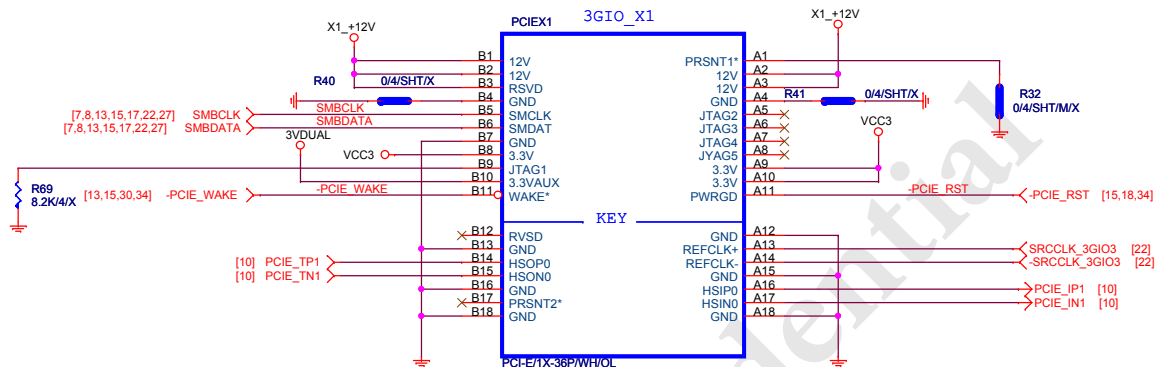 3GIO_X1
PCIEX1
X1_+12V
X1_+12V
B1 12V
B2 12V
B3 RSVD
R40 0/4/SHT/X
B4 GND
[7,8,13,15,17,22,27] SMBCLK SMBCLK B5 SMCLK
[7,8,13,15,17,22,27] SMBDATA SMBDATA B6 SMDAT
3VDUAL
B7 GND
VCC3 B8 3.3V
B9 JTAG1
B10 3.3VAUX
R69
8.2K/4/X
[13,15,30,34] -PCIE_WAKE -PCIE_WAKE B11 WAKE*
KEY
B12 RVSD
B13 GND
[10] PCIE_TP1 B14 HSOP0
[10] PCIE_TN1 B15 HSON0
B16 GND
B17 PRSNT2*
B18 GND
PRSNT1* A1
12V A2
12V A3
GND A4 R41 0/4/SHT/X
R32
0/4/SHT/M/X
JTAG2 A5
JTAG3 A6
JTAG4 A7
JYAG5 A8
VCC3
3.3V A9
3.3V A10
PWRGD A11 -PCIE_RST -PCIE_RST [15,18,34]
GND A12
REFCLK+ A13 SRCCLK_3GIO3 [22]
REFCLK- A14 -SRCCLK_3GIO3 [22]
GND A15
HSIP0 A16 PCIE_IP1 [10]
HSIN0 A17 PCIE_IN1 [10]
GND A18
PCI-E/1X-36P/WH/OL
dential